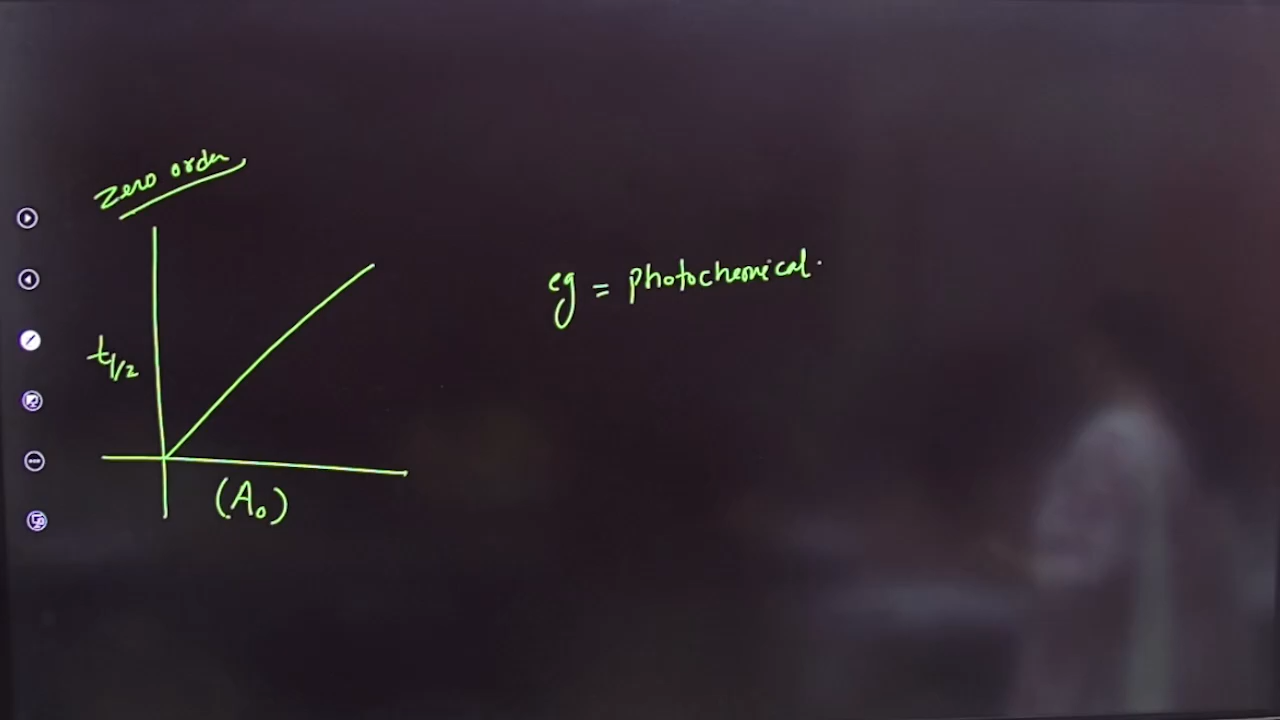 zero order
eg = photochemical.
t1/2
(A0)